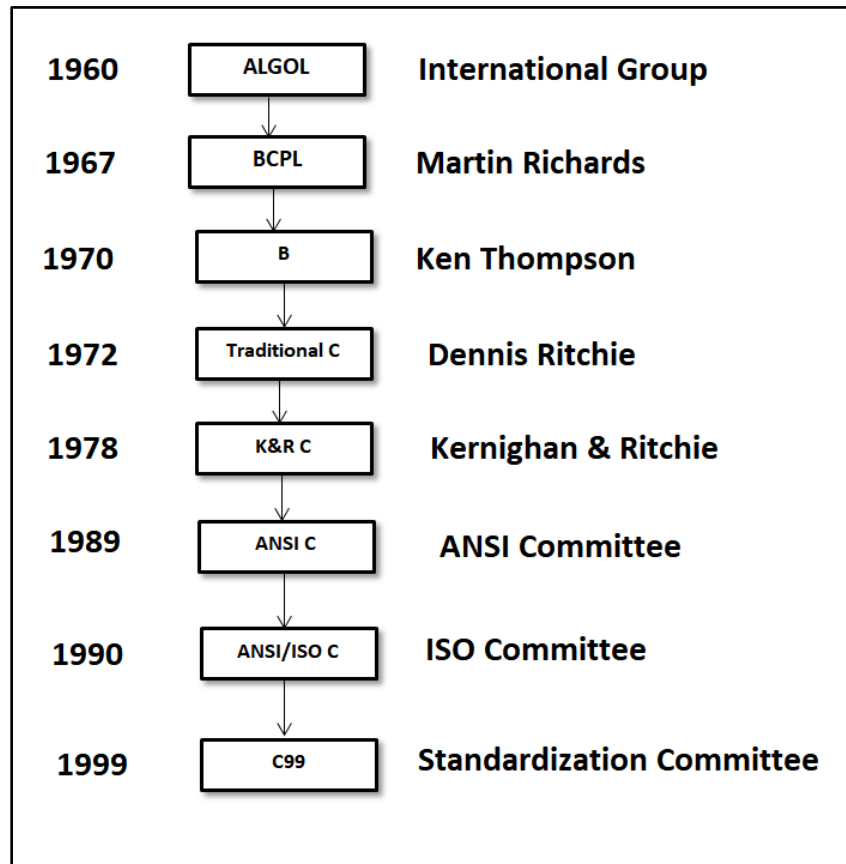 1960 ALGOL International Group
1967 BCPL Martin Richards
1970 B Ken Thompson
1972 Traditional C Dennis Ritchie
1978 K&R C Kernighan & Ritchie
1989 ANSI C ANSI Committee
1990 ANSI/ISO C ISO Committee
1999 C99 Standardization Committee